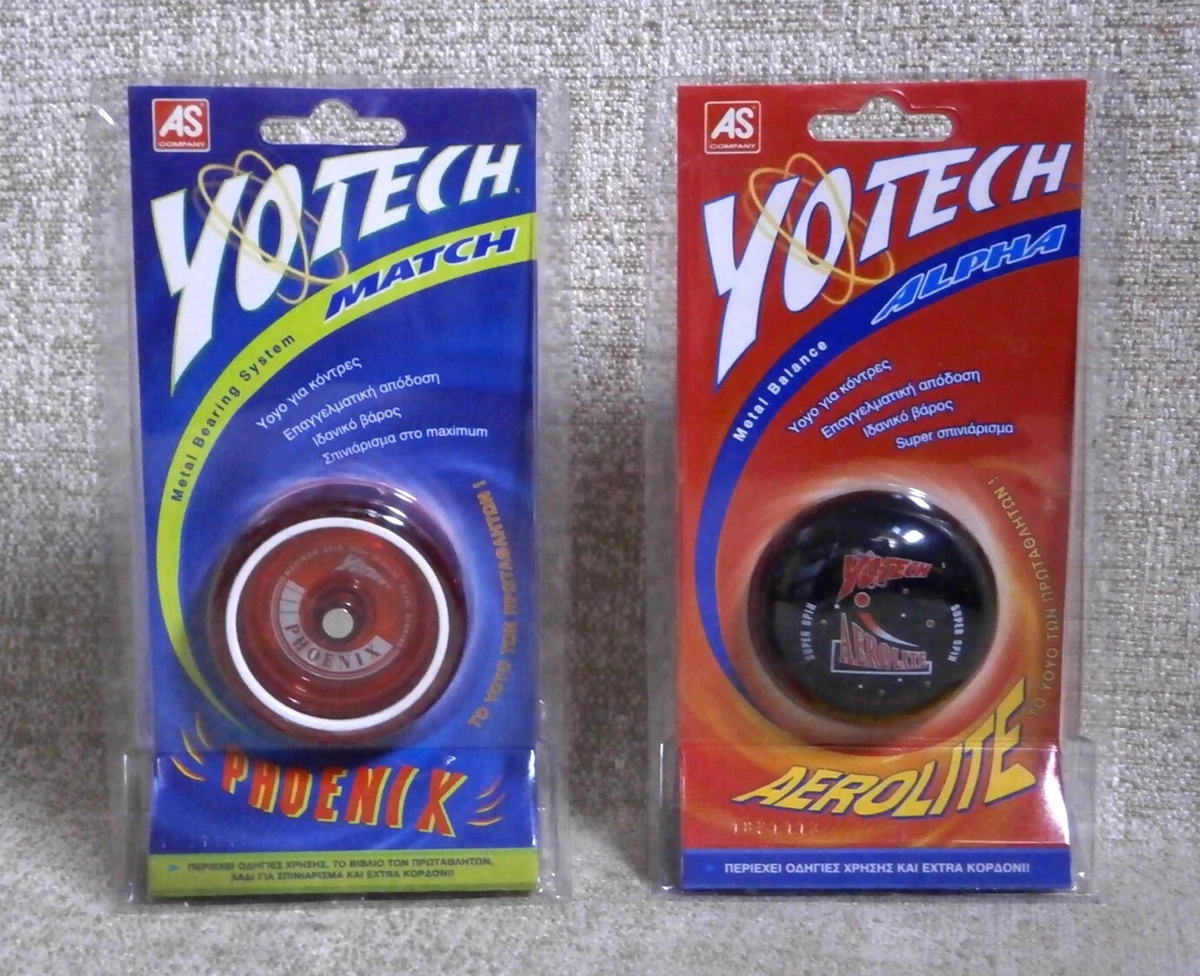 AS
COMPANY
YOTECH
MATCH
Metal Bearing System
Υογο για κόντρες
Επαγγελματική απόδοση
Ιδανικό βάρος
Σπινιάρισμα στο maximum
ΤΟ ΥΟΥΟ ΤΩΝ ΠΡΩΤΑΘΛΗΤΩΝ !
YOTECH
PHOENIX
PHOENIX
ΠΕΡΙΕΧΕΙ ΟΔΗΓΙΕΣ ΧΡΗΣΗΣ, ΤΟ ΒΙΒΛΙΟ ΤΩΝ ΠΡΩΤΑΘΛΗΤΩΝ,
ΛΑΔΙ ΓΙΑ ΣΠΙΝΙΑΡΙΣΜΑ ΚΑΙ EXTRA ΚΟΡΔΟΝΙ!
AS
COMPANY
YOTECH
ALPHA
Metal Balance
Υογο για κόντρες
Επαγγελματική απόδοση
Ιδανικό βάρος
Super σπινιάρισμα
ΤΟ ΥΟΥΟ ΤΩΝ ΠΡΩΤΑΘΛΗΤΩΝ !
YOTECH
SUPER SPIN
SUPER SPIN
AEROLITE
AEROLITE
ΠΕΡΙΕΧΕΙ ΟΔΗΓΙΕΣ ΧΡΗΣΗΣ ΚΑΙ EXTRA ΚΟΡΔΟΝΙ!